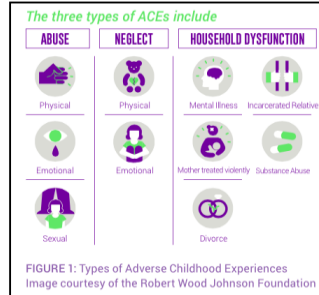 The three types of ACEs include
ABUSE NEGLECT HOUSEHOLD DYSFUNCTION
Physical Physical Mental Illness Incarcerated Relative
Emotional Emotional Mother treated violently Substance Abuse
Sexual Divorce
FIGURE 1: Types of Adverse Childhood Experiences
Image courtesy of the Robert Wood Johnson Foundation